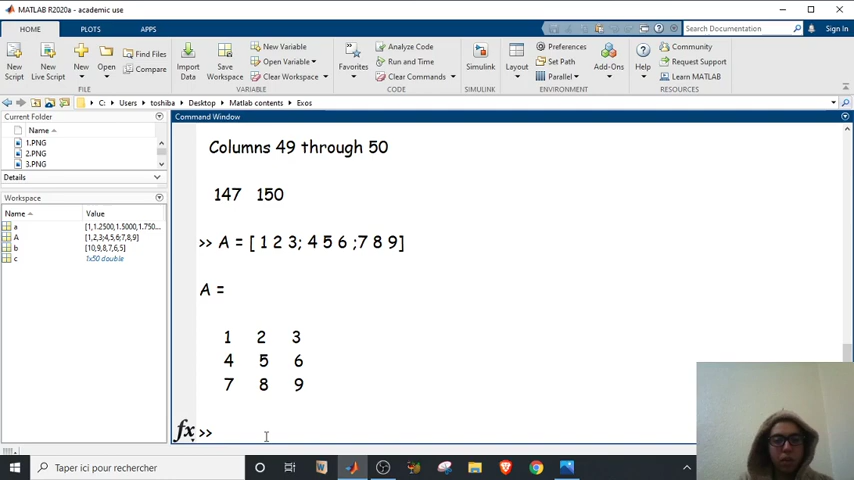 MATLAB R2020a - academic use
HOME PLOTS APPS
Search Documentation Sign In
New Script
New Live Script
New
Open
Find Files
Compare
Import Data
Save Workspace
New Variable
Open Variable
Clear Workspace
Favorites
Analyze Code
Run and Time
Clear Commands
Simulink
Layout
Preferences
Set Path
Parallel
Add-Ons
Help
Community
Request Support
Learn MATLAB
FILE VARIABLE CODE SIMULINK ENVIRONMENT RESOURCES
C: Users toshiba Desktop Matlab contents Exos
Current Folder
Name
1.PNG
2.PNG
3.PNG
Details
Workspace
Name Value
a [1,1.2500,1.5000,1.750...
A [1,2,3;4,5,6;7,8,9]
b [10,9,8,7,6,5]
c 1x50 double
Command Window
Columns 49 through 50
147 150
>> A = [ 1 2 3; 4 5 6 ;7 8 9]
A =
1 2 3
4 5 6
7 8 9
fx >>
Taper ici pour rechercher